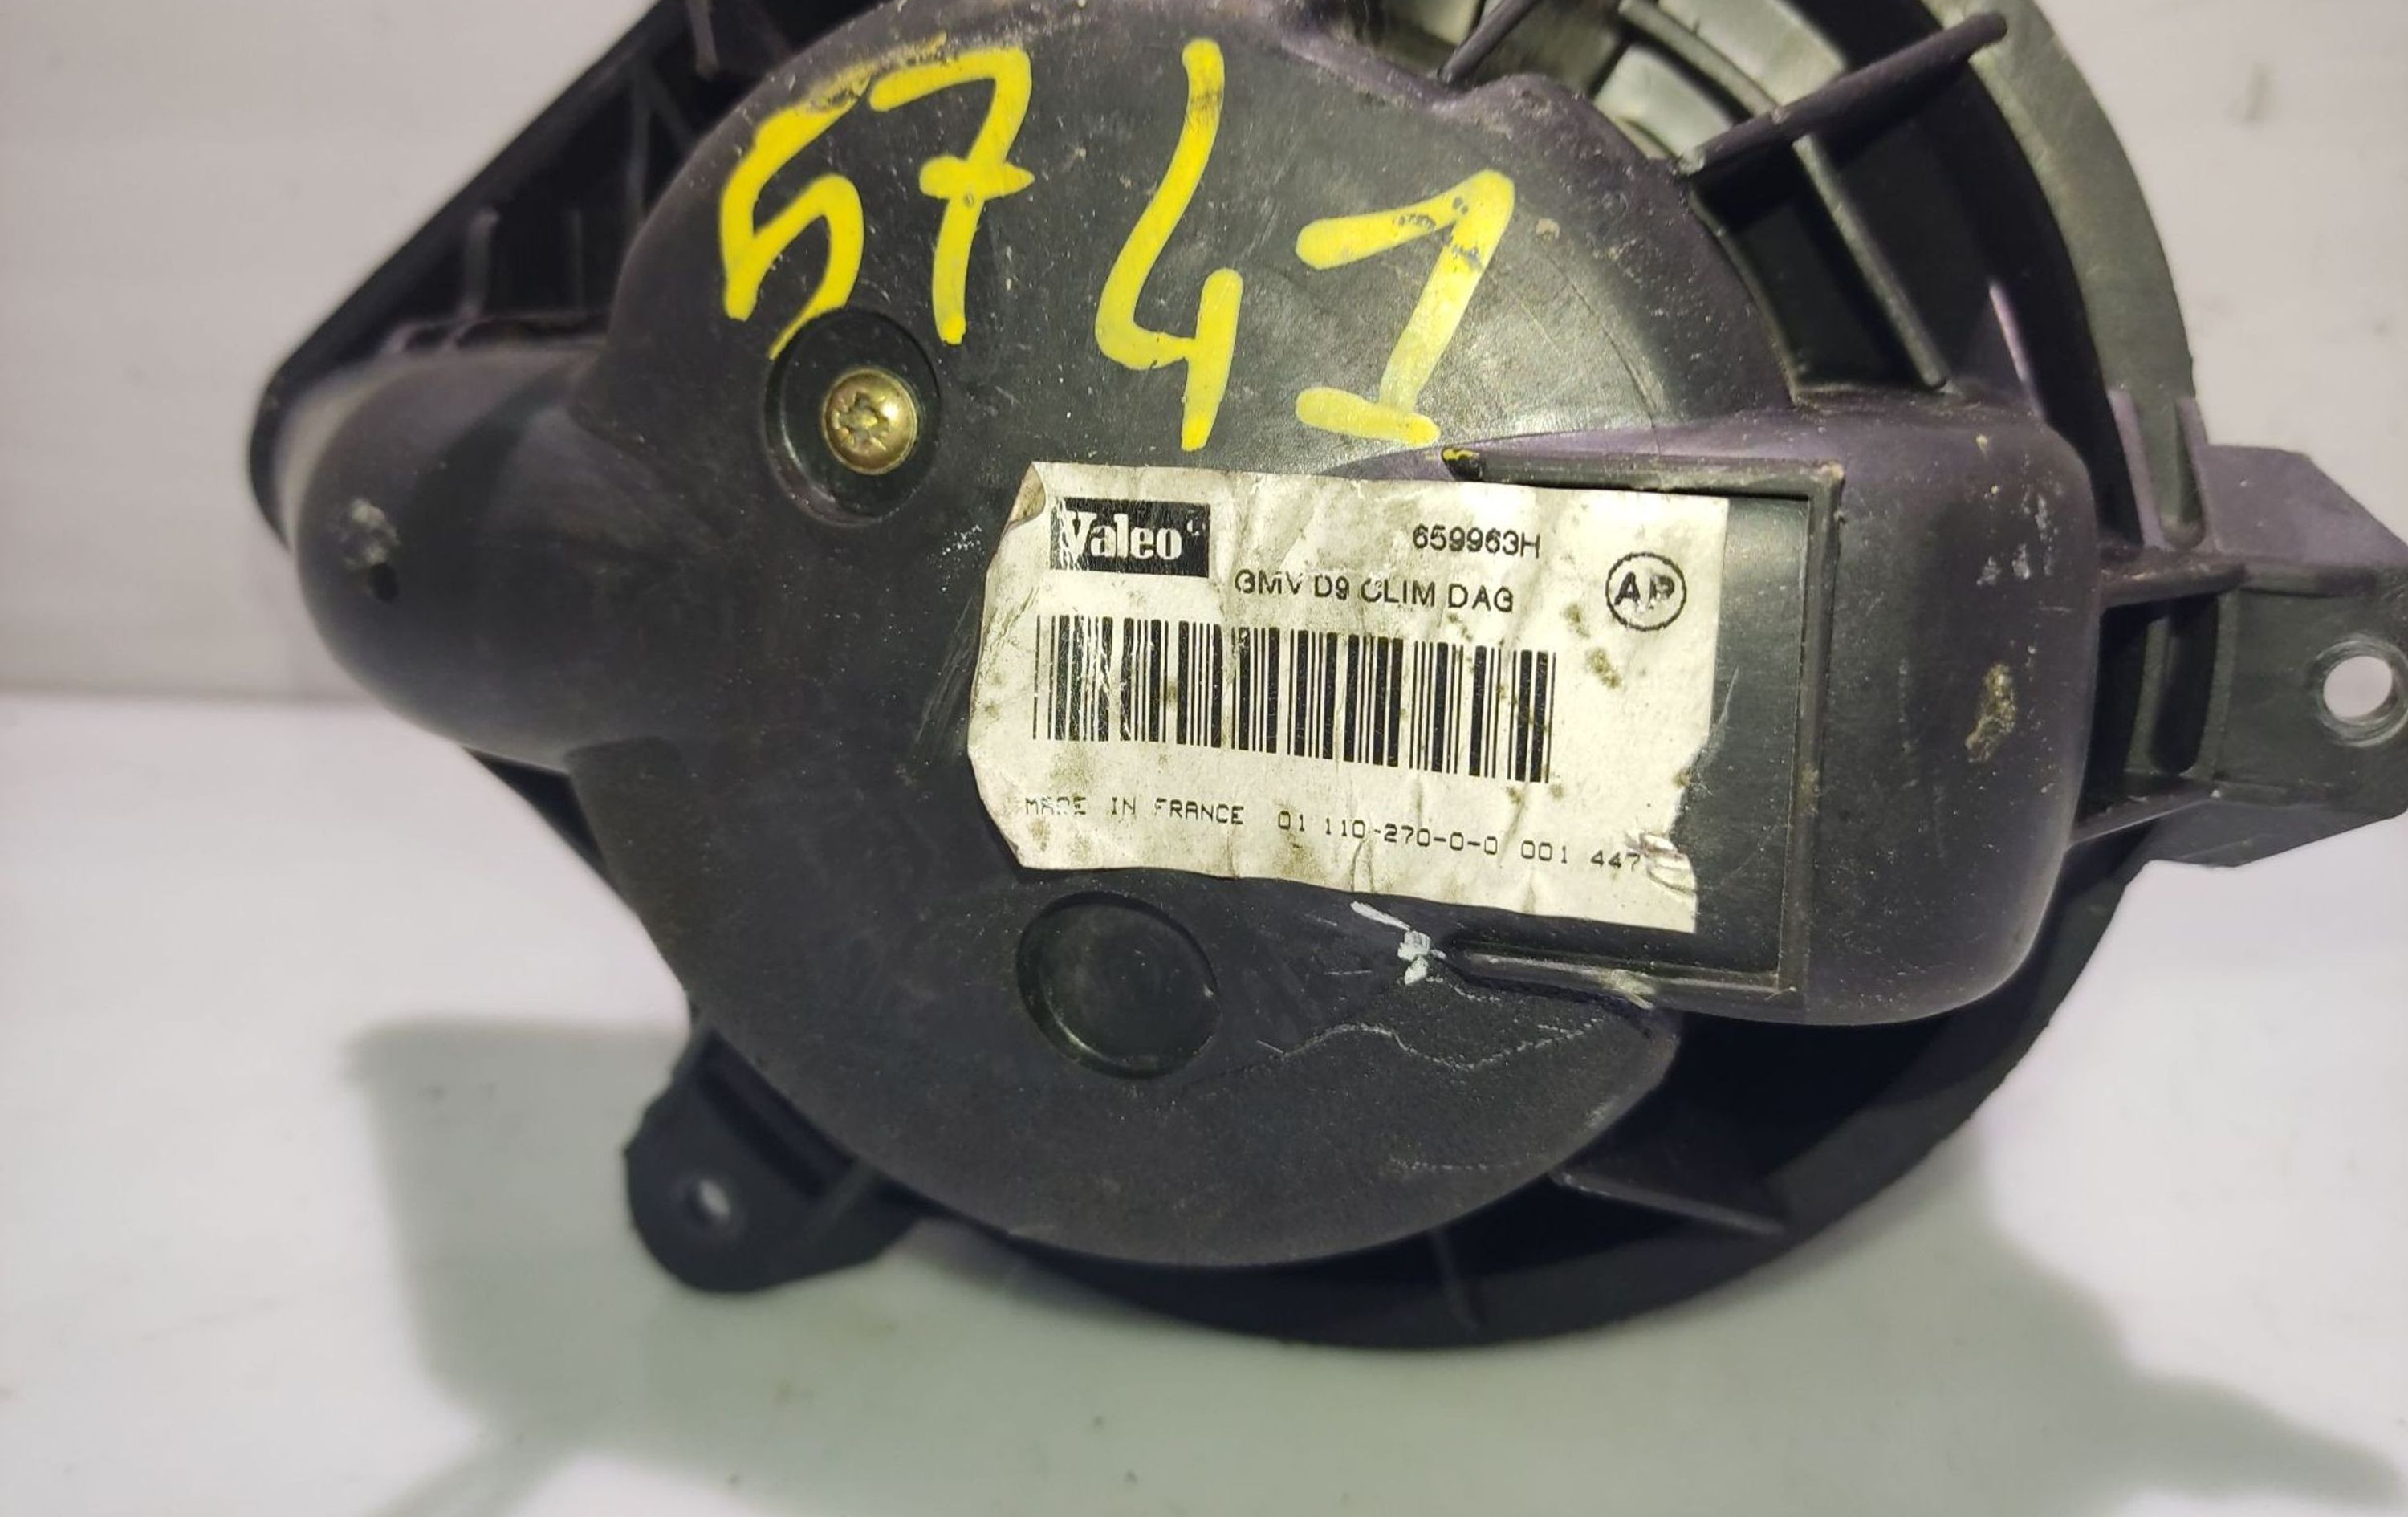 5741
Valeo
659963H
GMV D9 CLIM DAG
AP
MADE IN FRANCE 01 110-270-0-0 001 447